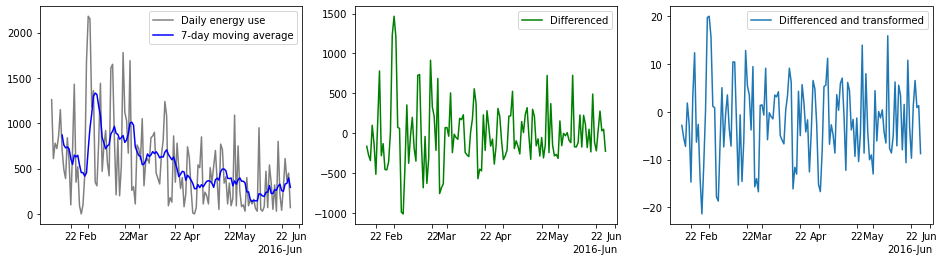 Daily energy use
7-day moving average
2000
1500
1000
500
0
22 Feb
22Mar
22 Apr
22May
22 Jun
2016-Jun
Differenced
1500
1000
500
0
−500
−1000
22 Feb
22Mar
22 Apr
22May
22 Jun
2016-Jun
Differenced and transformed
20
10
0
−10
−20
22 Feb
22Mar
22 Apr
22May
22 Jun
2016-Jun